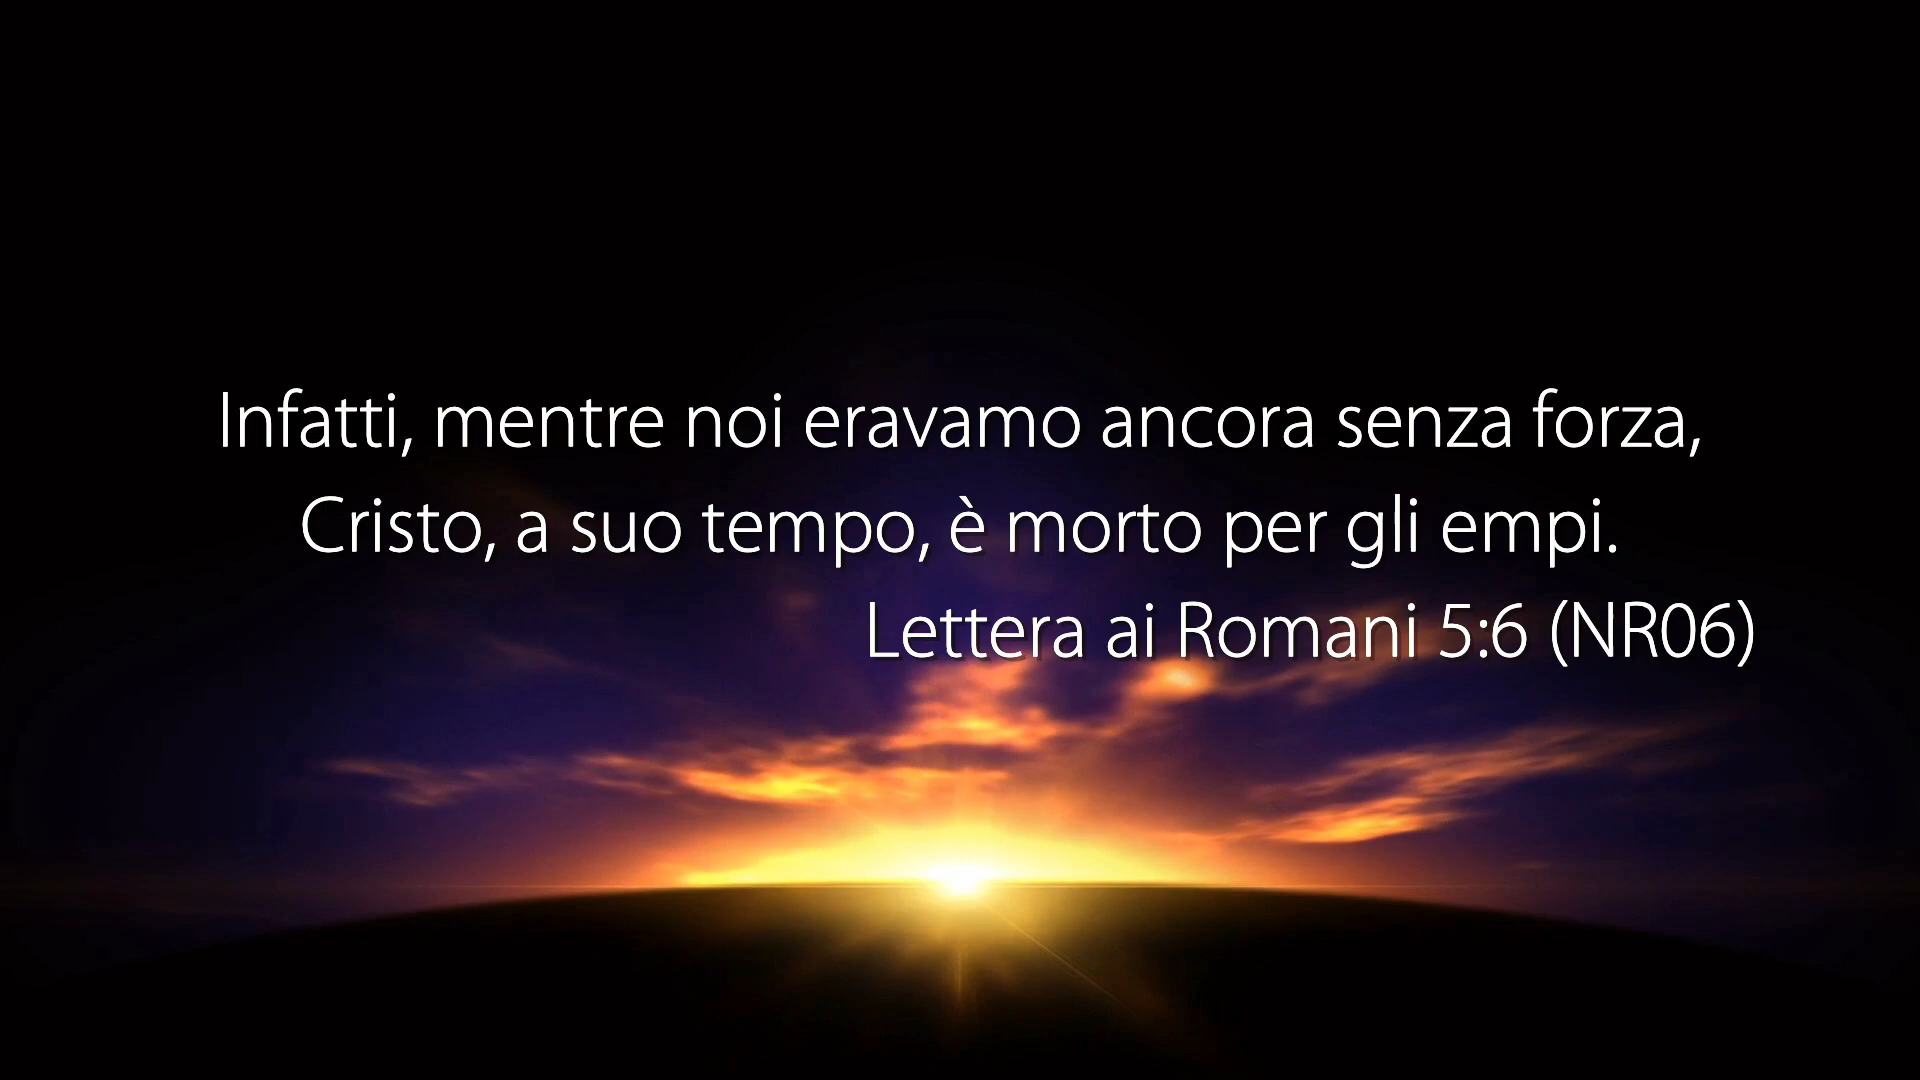 Infatti, mentre noi eravamo ancora senza forza,
Cristo, a suo tempo, è morto per gli empi.
Lettera ai Romani 5:6 (NR06)